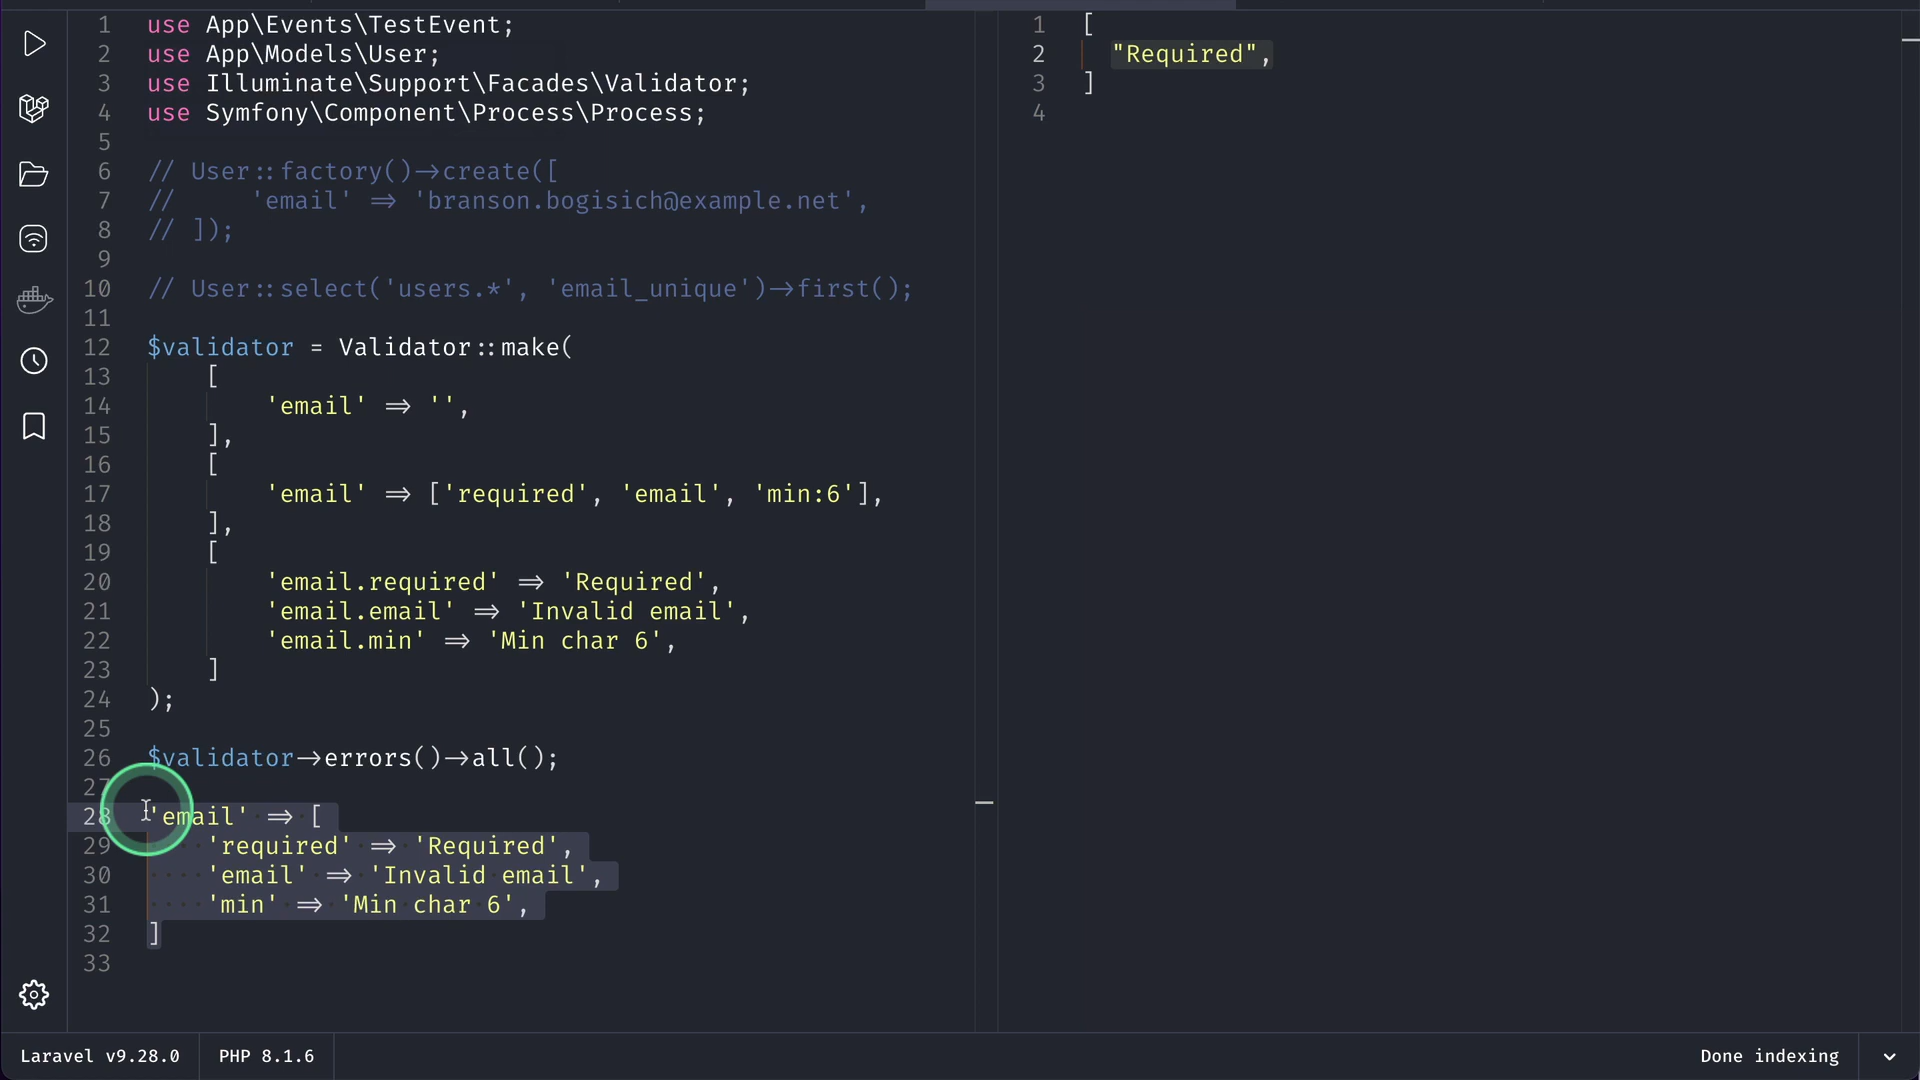 1 use App\Events\TestEvent;
2 use App\Models\User;
3 use Illuminate\Support\Facades\Validator;
4 use Symfony\Component\Process\Process;
5
6 // User::factory()->create([
7 //     'email' => 'branson.bogisich@example.net',
8 // ]);
9
10 // User::select('users.*', 'email_unique')->first();
11
12 $validator = Validator::make(
13     [
14         'email' => '',
15     ],
16     [
17         'email' => ['required', 'email', 'min:6'],
18     ],
19     [
20         'email.required' => 'Required',
21         'email.email' => 'Invalid email',
22         'email.min' => 'Min char 6',
23     ]
24 );
25
26 $validator->errors()->all();
27
28 'email' => [
29     'required' => 'Required',
30     'email' => 'Invalid email',
31     'min' => 'Min char 6',
32 ]
33
1 [
2   "Required",
3 ]
4
Laravel v9.28.0
PHP 8.1.6
Done indexing